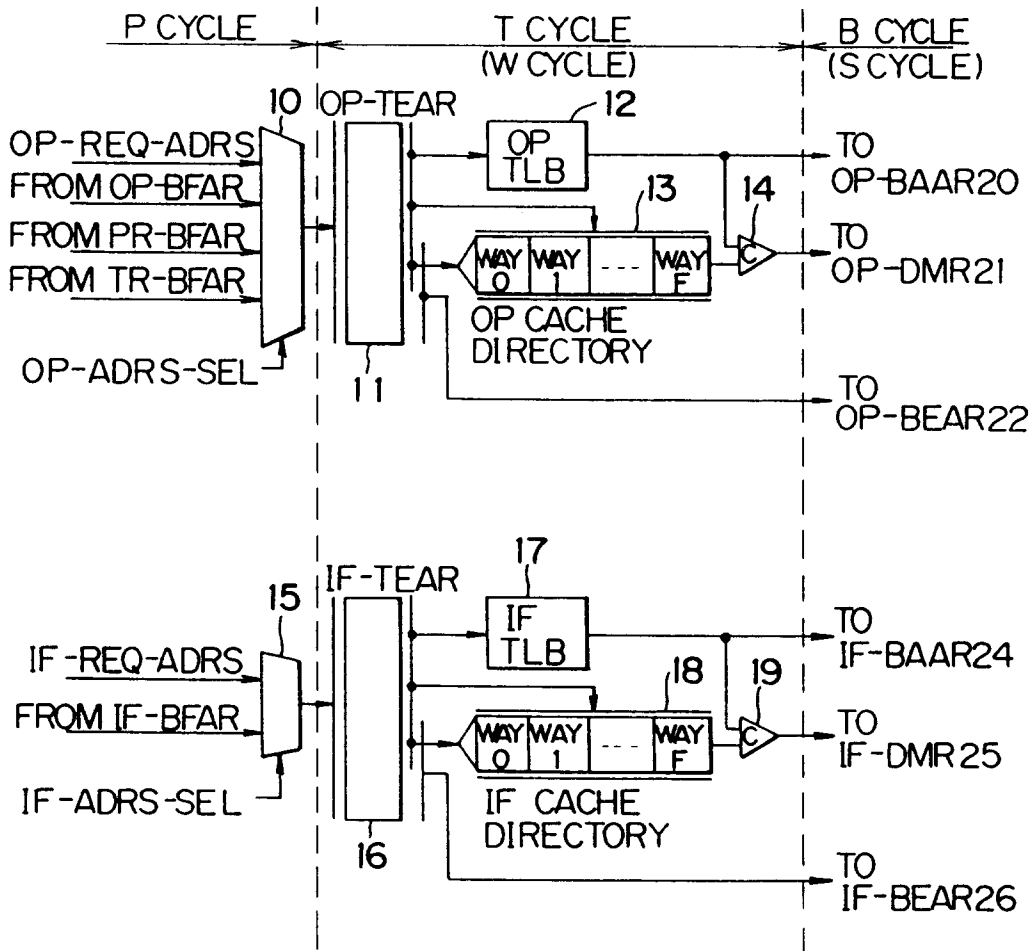 P CYCLE
T CYCLE
(W CYCLE)
B CYCLE
(S CYCLE)
10
OP-TEAR
12
OP-REQ-ADRS
FROM OP-BFAR
FROM PR-BFAR
FROM TR-BFAR
OP-ADRS-SEL
11
OP
TLB
13
14
WAY
0
WAY
1
----
WAY
F
C
OP CACHE
DIRECTORY
TO
OP-BAAR20
TO
OP-DMR21
TO
OP-BEAR22
15
IF-TEAR
17
IF-REQ-ADRS
FROM IF-BFAR
IF-ADRS-SEL
16
IF
TLB
18
19
WAY
0
WAY
1
----
WAY
F
C
IF CACHE
DIRECTORY
TO
IF-BAAR24
TO
IF-DMR25
TO
IF-BEAR26